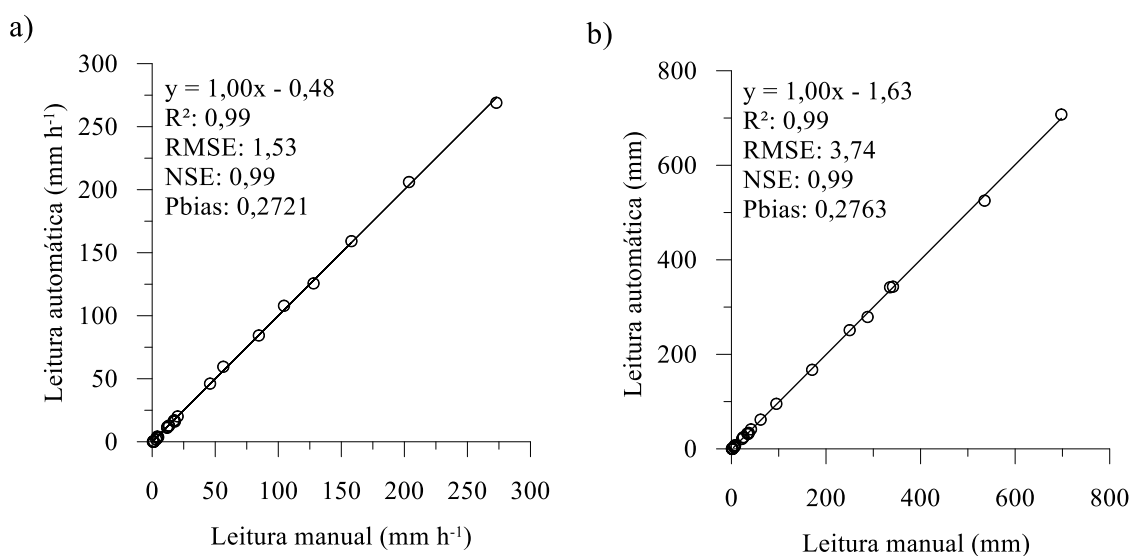 a)
300
250
200
150
100
50
0
Leitura automática (mm h⁻¹)
y = 1,00x - 0,48
R²: 0,99
RMSE: 1,53
NSE: 0,99
Pbias: 0,2721
0 50 100 150 200 250 300
Leitura manual (mm h⁻¹)
b)
800
600
400
200
0
Leitura automática (mm)
y = 1,00x - 1,63
R²: 0,99
RMSE: 3,74
NSE: 0,99
Pbias: 0,2763
0 200 400 600 800
Leitura manual (mm)